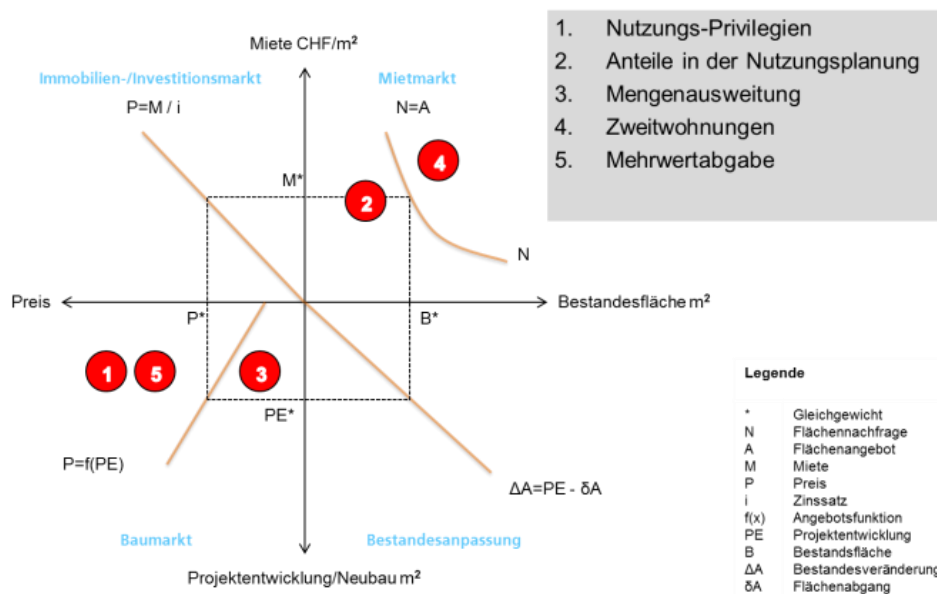 Miete CHF/m²
Immobilien-/Investitionsmarkt
Mietmarkt
P=M / i
N=A
M*
N
Preis
Bestandesfläche m²
P*
B*
PE*
P=f(PE)
ΔA=PE - δA
Baumarkt
Bestandesanpassung
Projektentwicklung/Neubau m²
4
2
1
5
3
1. Nutzungs-Privilegien
2. Anteile in der Nutzungsplanung
3. Mengenausweitung
4. Zweitwohnungen
5. Mehrwertabgabe
Legende
* Gleichgewicht
N Flächennachfrage
A Flächenangebot
M Miete
P Preis
i Zinssatz
f(x) Angebotsfunktion
PE Projektentwicklung
B Bestandsfläche
ΔA Bestandesveränderung
δA Flächenabgang